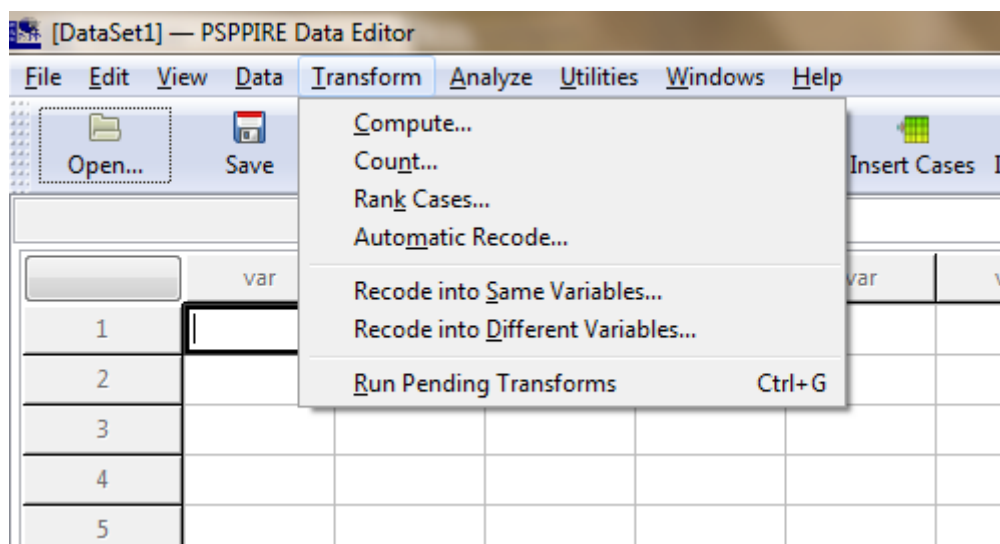 [DataSet1] — PSPPIRE Data Editor
File Edit View Data Transform Analyze Utilities Windows Help
Open... Save Insert Cases
Compute...
Count...
Rank Cases...
Automatic Recode...
Recode into Same Variables...
Recode into Different Variables...
Run Pending Transforms Ctrl+G
var var
1
2
3
4
5